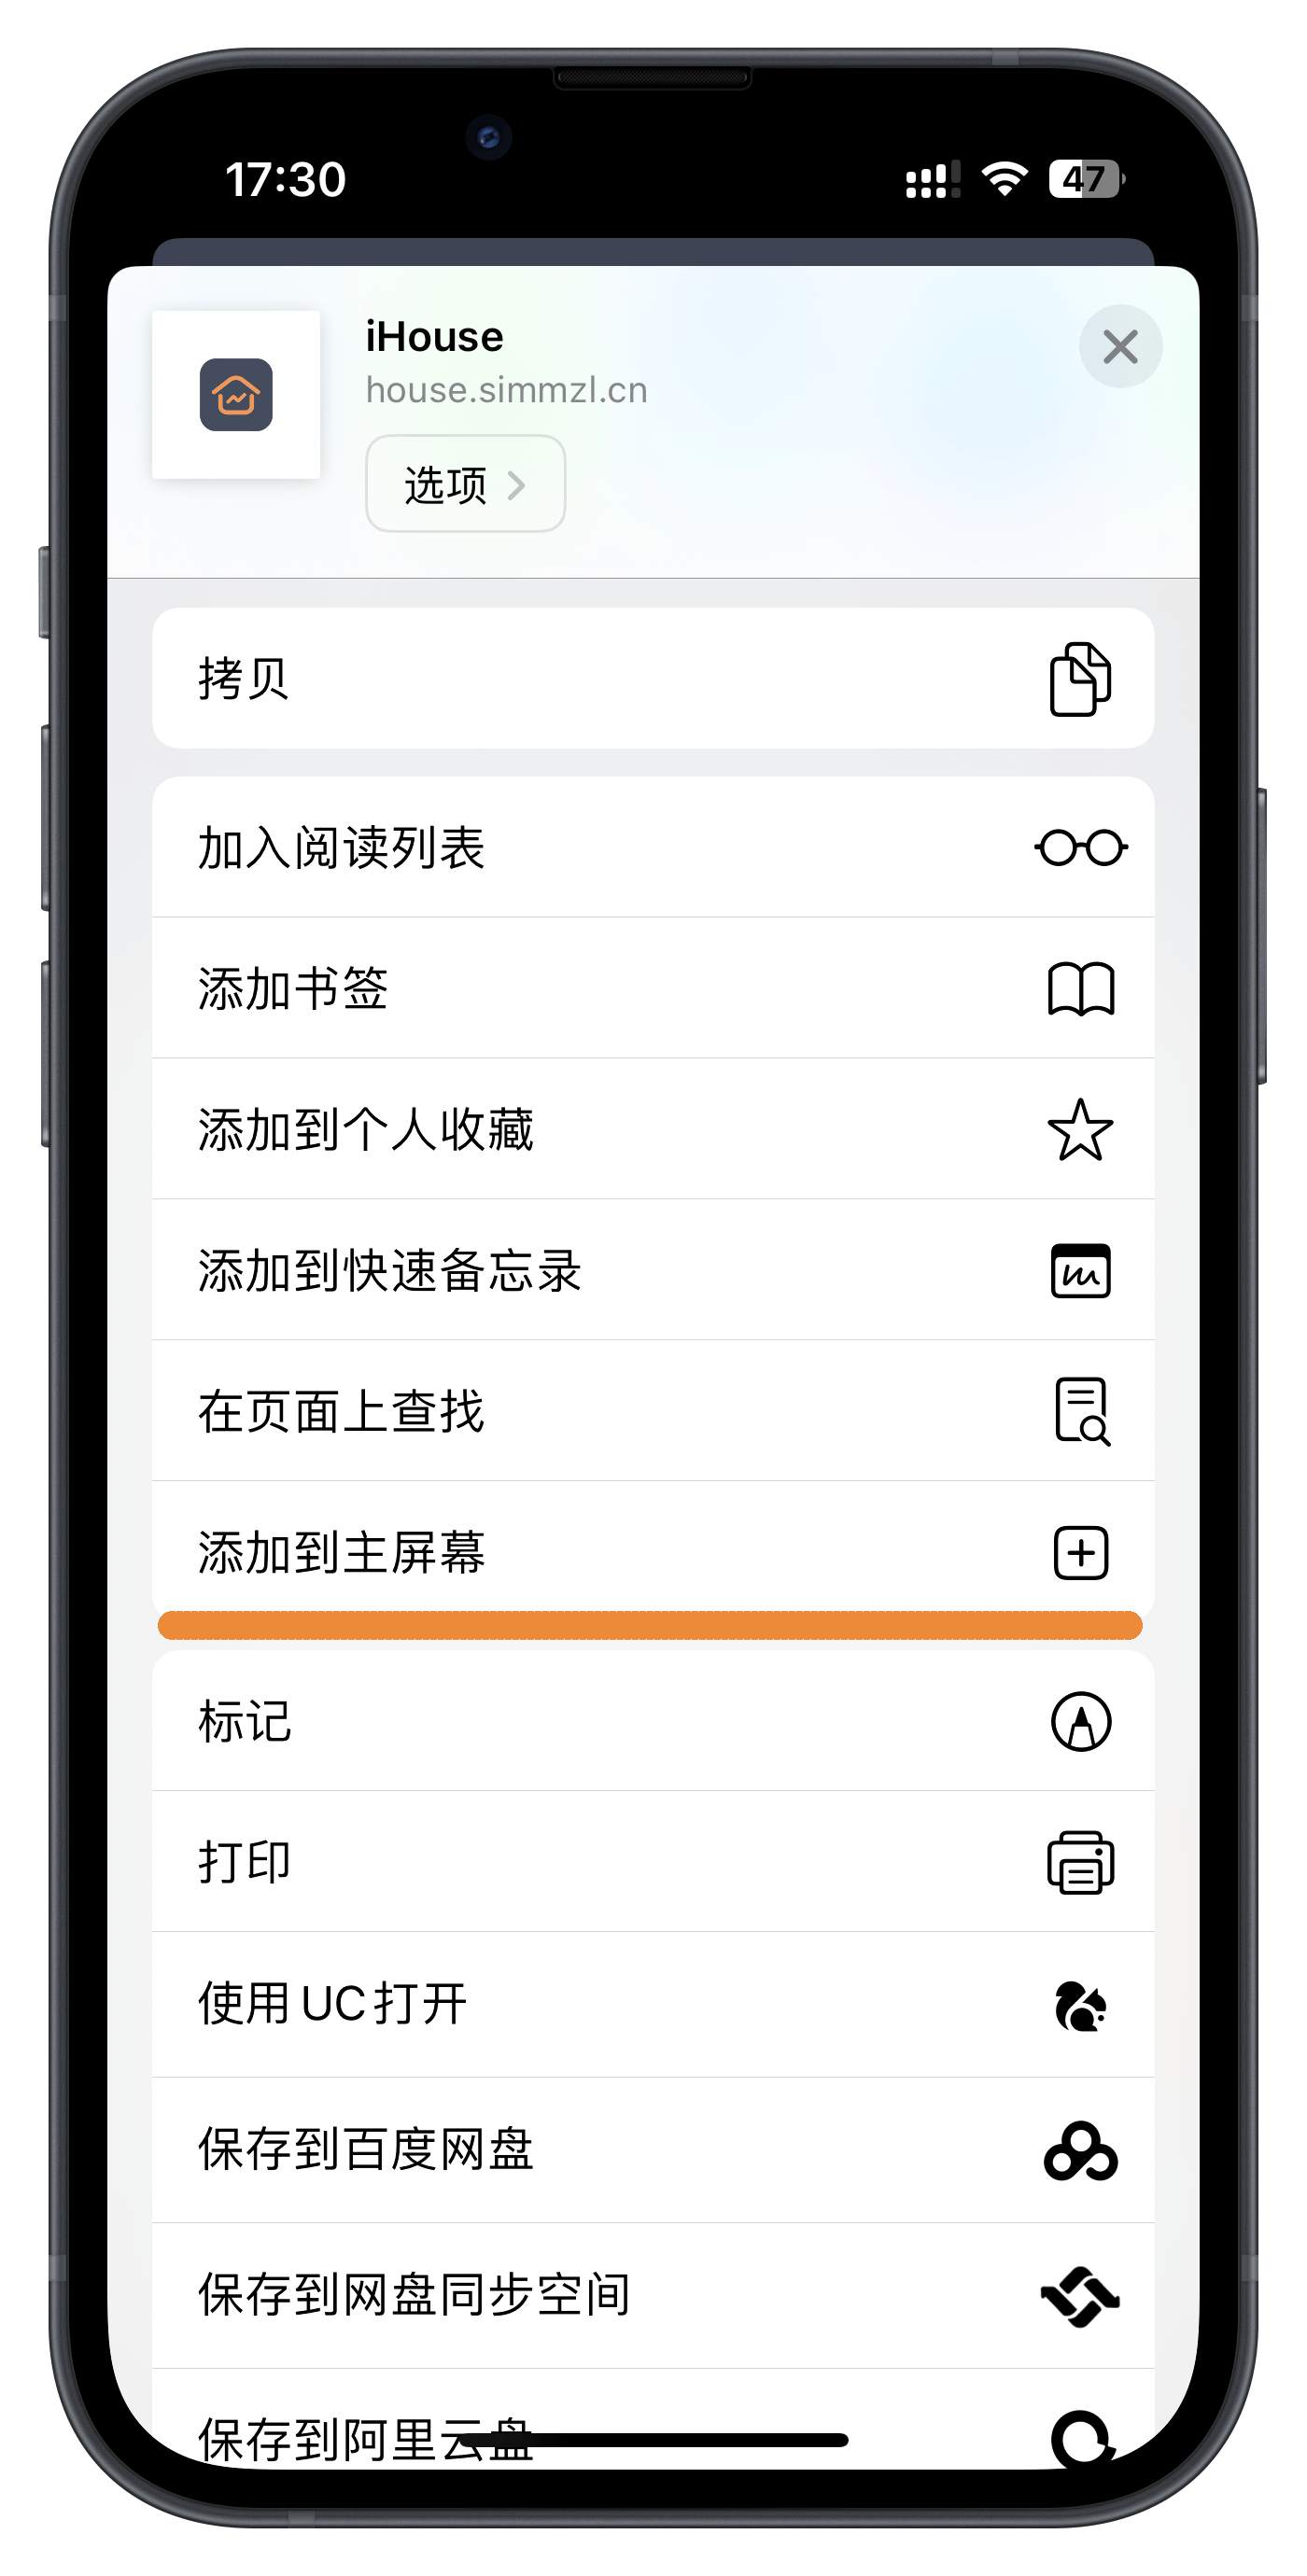 17:30
47
iHouse
house.simmzl.cn
选项
拷贝
加入阅读列表
添加书签
添加到个人收藏
添加到快速备忘录
在页面上查找
添加到主屏幕
标记
打印
使用 UC 打开
保存到百度网盘
保存到网盘同步空间
保存到阿里云盘